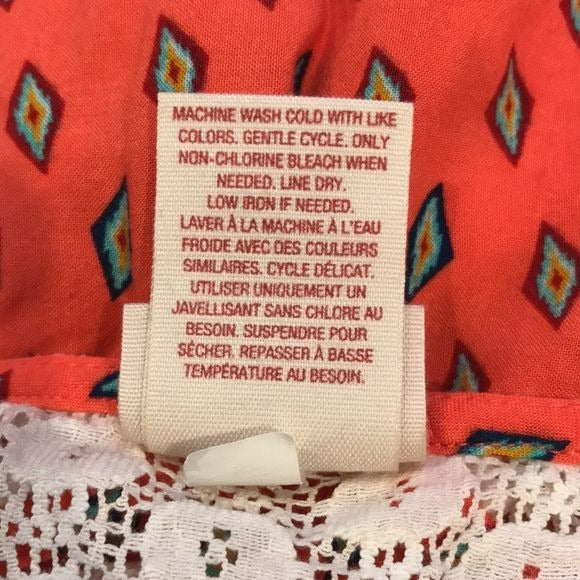 MACHINE WASH COLD WITH LIKE
COLORS. GENTLE CYCLE. ONLY
NON-CHLORINE BLEACH WHEN
NEEDED. LINE DRY.
LOW IRON IF NEEDED.
LAVER À LA MACHINE À L'EAU
FROIDE AVEC DES COULEURS
SIMILAIRES. CYCLE DÉLICAT.
UTILISER UNIQUEMENT UN
JAVELLISANT SANS CHLORE AU
BESOIN. SUSPENDRE POUR
SÉCHER. REPASSER À BASSE
TEMPÉRATURE AU BESOIN.